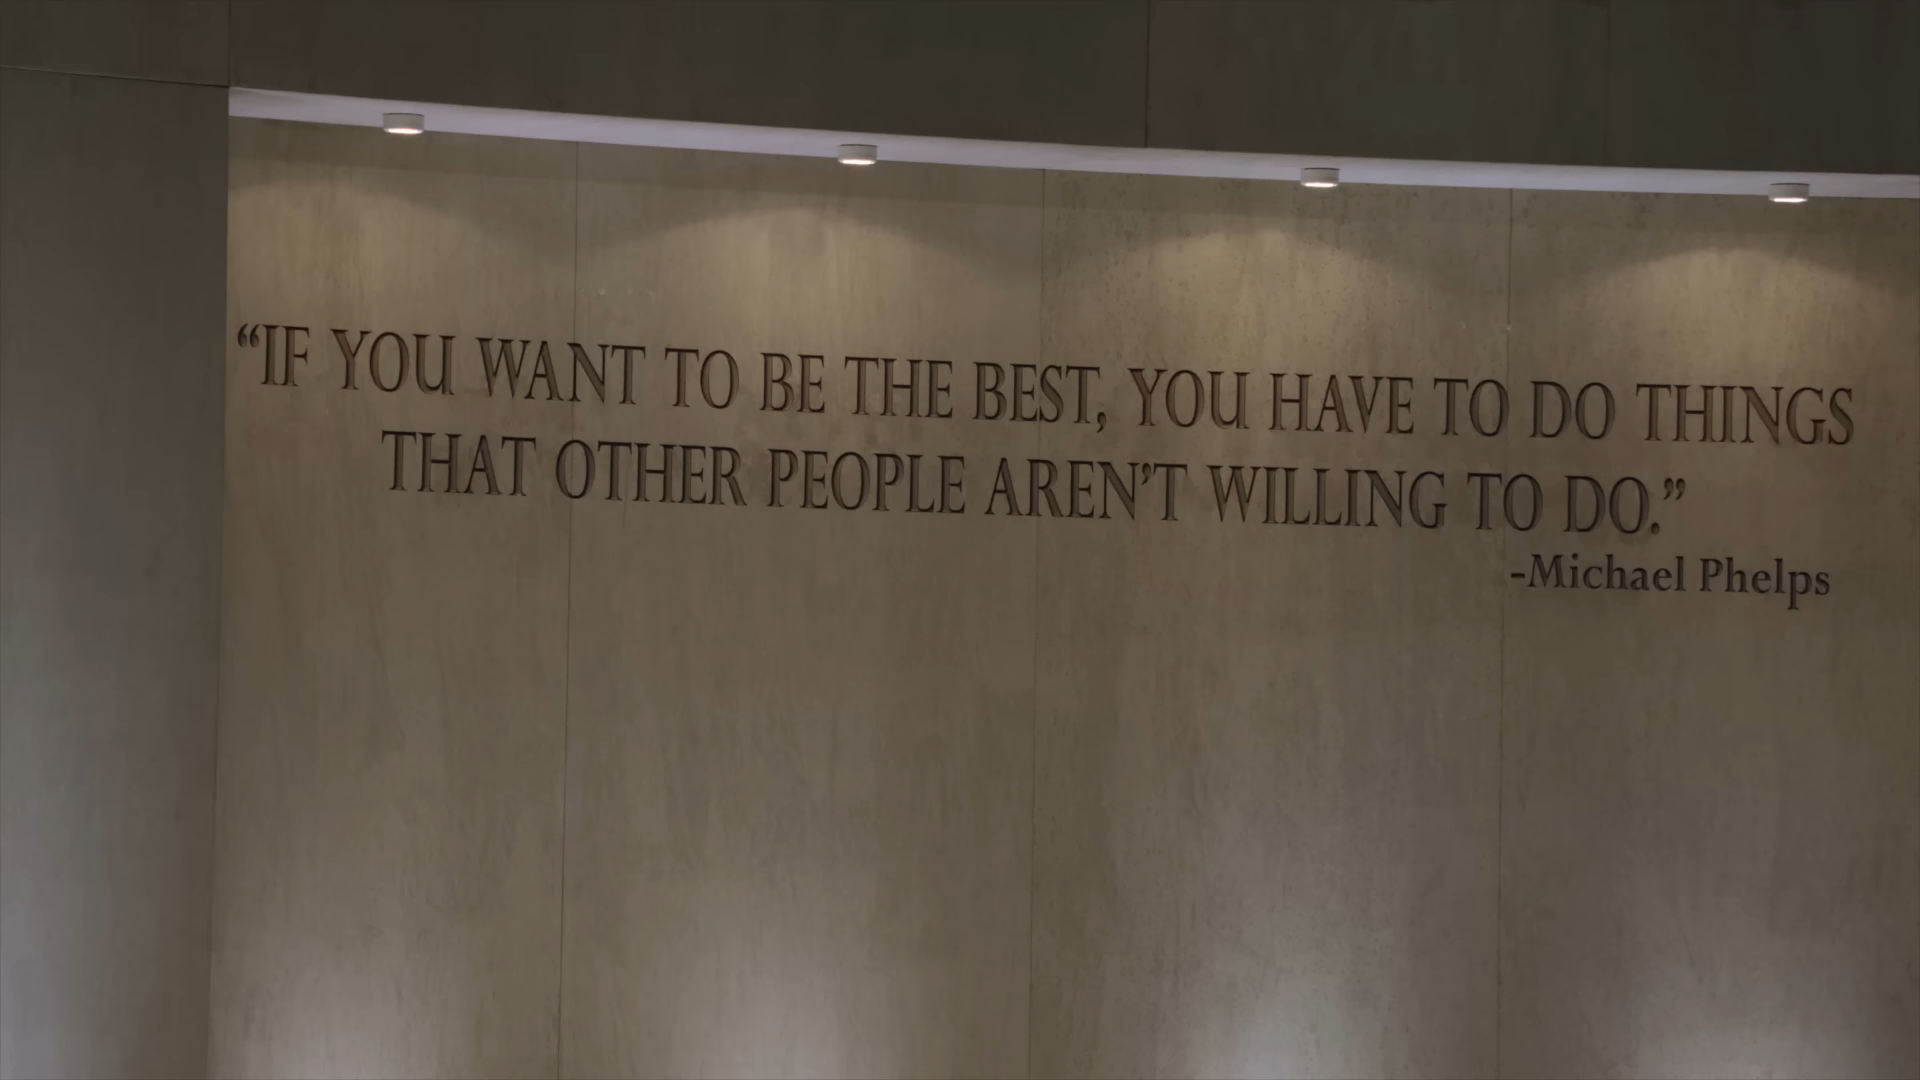 “IF YOU WANT TO BE THE BEST, YOU HAVE TO DO THINGS
THAT OTHER PEOPLE AREN’T WILLING TO DO.”
-Michael Phelps